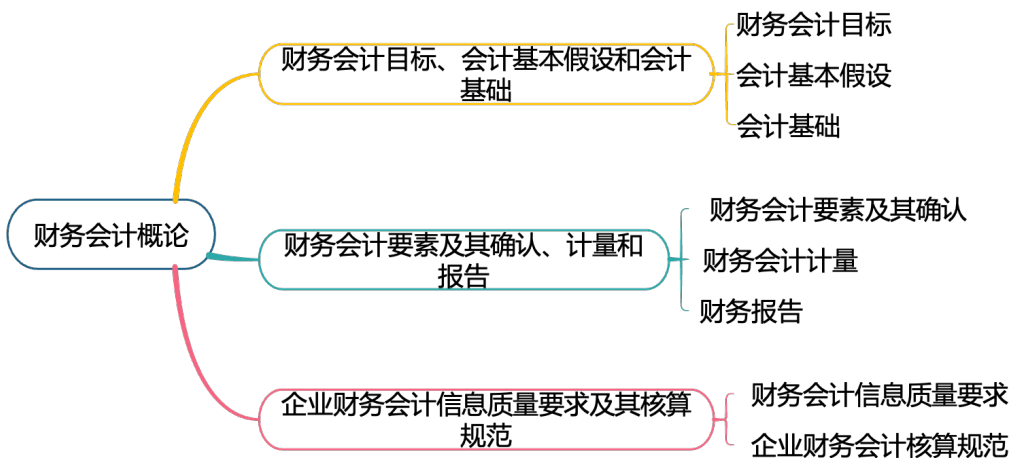 财务会计概论
财务会计目标、会计基本假设和会计
基础
财务会计目标
会计基本假设
会计基础
财务会计要素及其确认、计量和
报告
财务会计要素及其确认
财务会计计量
财务报告
企业财务会计信息质量要求及其核算
规范
财务会计信息质量要求
企业财务会计核算规范